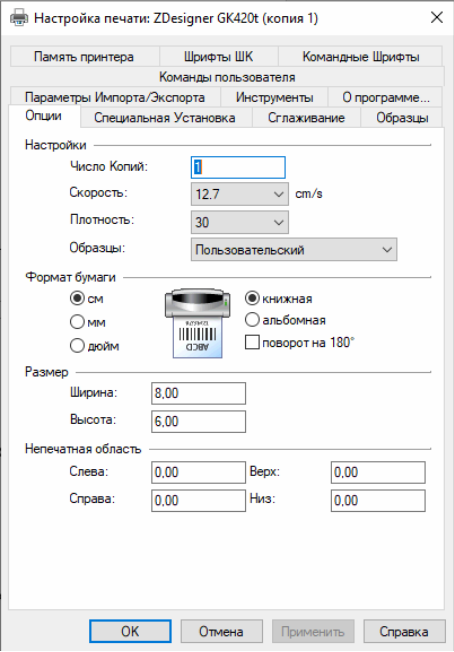 Настройка печати: ZDesigner GK420t (копия 1)
Память принтера Шрифты ШК Командные Шрифты
Команды пользователя
Параметры Импорта/Экспорта Инструменты О программе...
Опции Специальная Установка Сглаживание Образцы
Настройки
Число Копий: 1
Скорость: 12.7 cm/s
Плотность: 30
Образцы: Пользовательский
Формат бумаги
см
мм
дюйм
ABCD
книжная
альбомная
поворот на 180°
Размер
Ширина: 8,00
Высота: 6,00
Непечатная область
Слева: 0,00 Верх: 0,00
Справа: 0,00 Низ: 0,00
OK Отмена Применить Справка